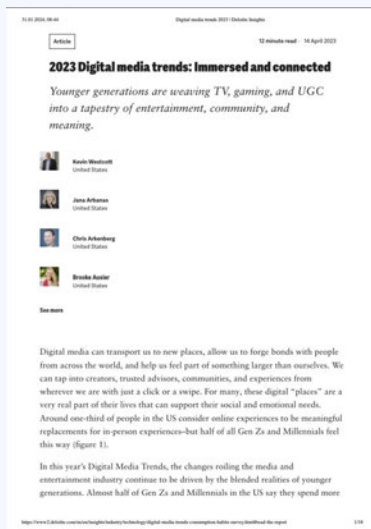 31.01.2024, 08:44
Digital media trends 2023 | Deloitte Insights
Article
12 minute read · 14 April 2023
2023 Digital media trends: Immersed and connected
Younger generations are weaving TV, gaming, and UGC
into a tapestry of entertainment, community, and
meaning.
Kevin Westcott
United States
Jana Arbanas
United States
Chris Arkenberg
United States
Brooke Auxier
United States
See more
Digital media can transport us to new places, allow us to forge bonds with people
from across the world, and help us feel part of something larger than ourselves. We
can tap into creators, trusted advisors, communities, and experiences from
wherever we are with just a click or a swipe. For many, these digital “places” are a
very real part of their lives that can support their social and emotional needs.
Around one-third of people in the US consider online experiences to be meaningful
replacements for in-person experiences–but half of all Gen Zs and Millennials feel
this way (figure 1).
In this year’s Digital Media Trends, the changes roiling the media and
entertainment industry continue to be driven by the blended realities of younger
generations. Almost half of Gen Zs and Millennials in the US say they spend more